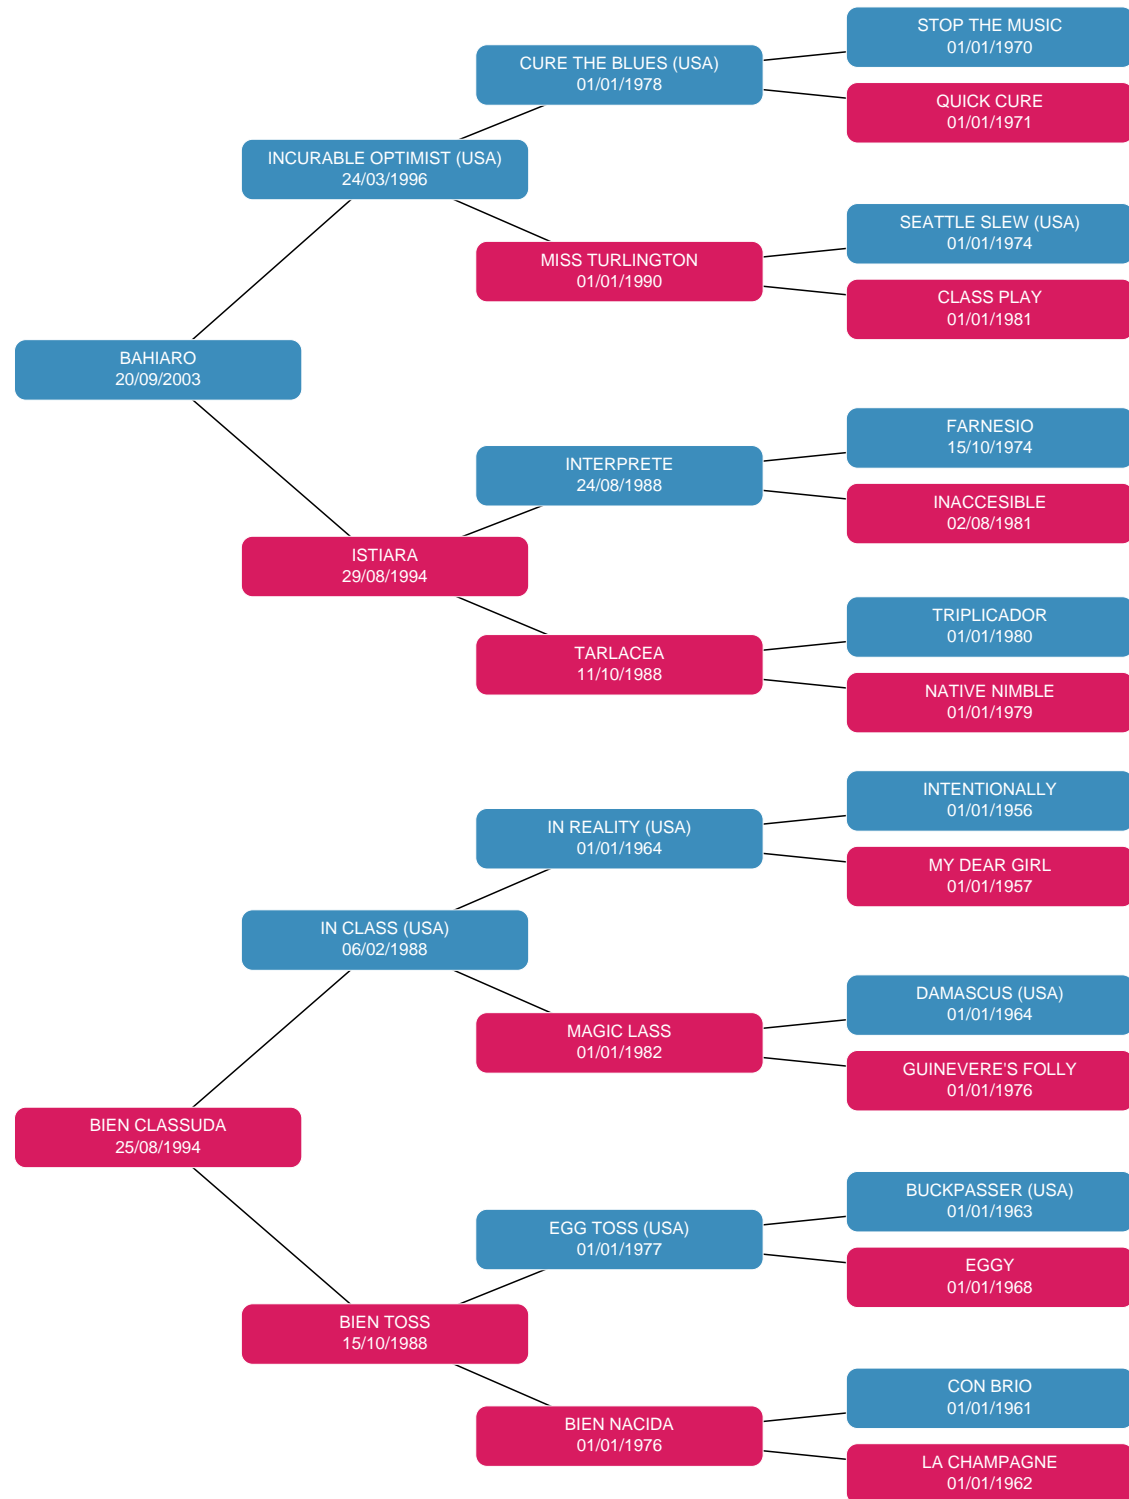 STOP THE MUSIC
01/01/1970
CURE THE BLUES (USA)
01/01/1978
QUICK CURE
01/01/1971
INCURABLE OPTIMIST (USA)
24/03/1996
SEATTLE SLEW (USA)
01/01/1974
MISS TURLINGTON
01/01/1990
CLASS PLAY
01/01/1981
BAHIARO
20/09/2003
FARNESIO
15/10/1974
INTERPRETE
24/08/1988
INACCESIBLE
02/08/1981
ISTIARA
29/08/1994
TRIPLICADOR
01/01/1980
TARLACEA
11/10/1988
NATIVE NIMBLE
01/01/1979
INTENTIONALLY
01/01/1956
IN REALITY (USA)
01/01/1964
MY DEAR GIRL
01/01/1957
IN CLASS (USA)
06/02/1988
DAMASCUS (USA)
01/01/1964
MAGIC LASS
01/01/1982
GUINEVERE'S FOLLY
01/01/1976
BIEN CLASSUDA
25/08/1994
BUCKPASSER (USA)
01/01/1963
EGG TOSS (USA)
01/01/1977
EGGY
01/01/1968
BIEN TOSS
15/10/1988
CON BRIO
01/01/1961
BIEN NACIDA
01/01/1976
LA CHAMPAGNE
01/01/1962